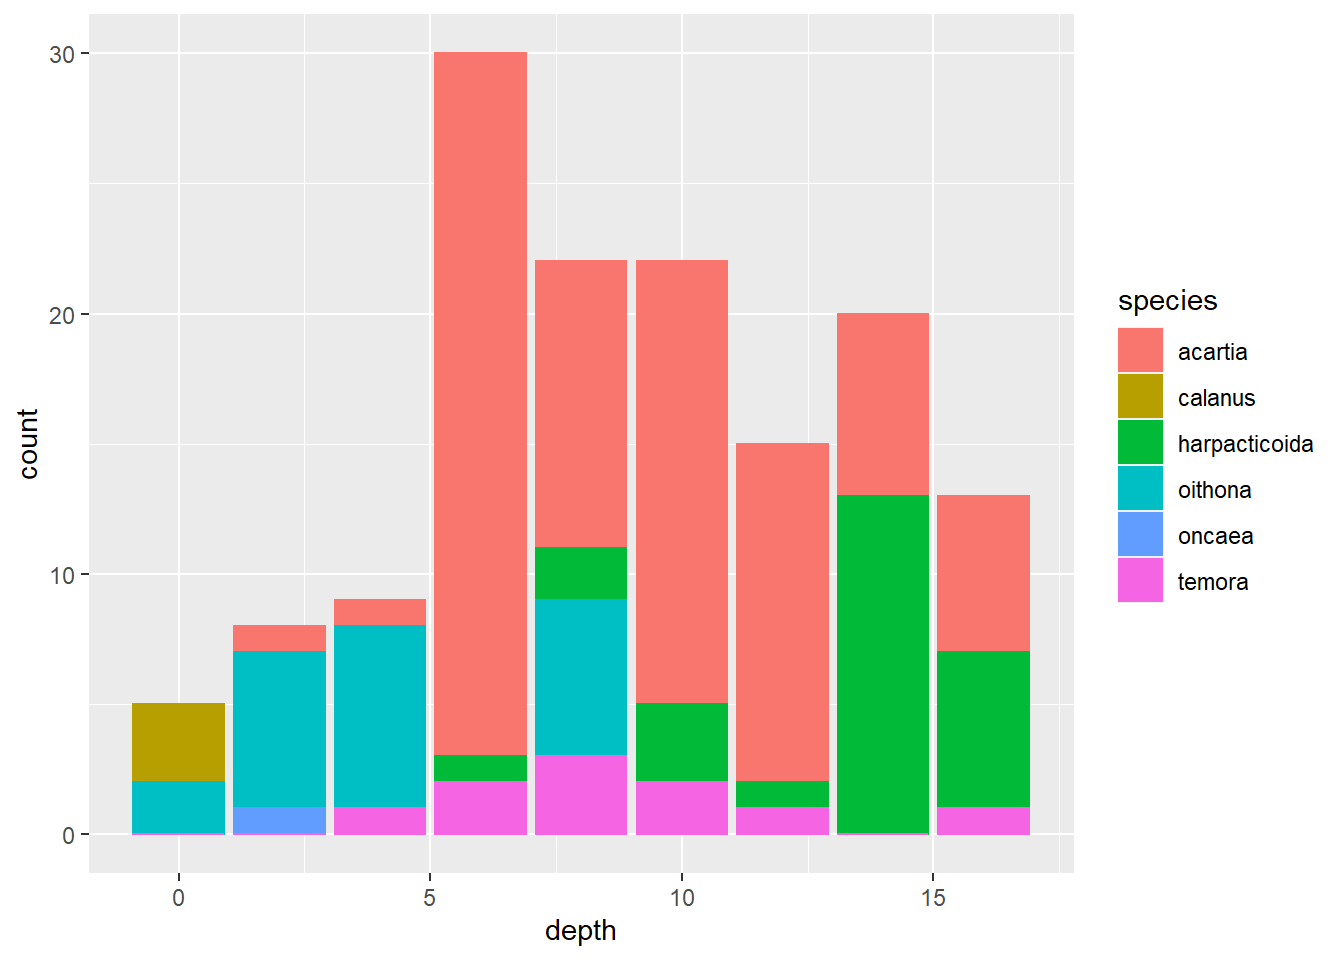 30
20
10
0
count
0 5 10 15
depth
species
acartia
calanus
harpacticoida
oithona
oncaea
temora